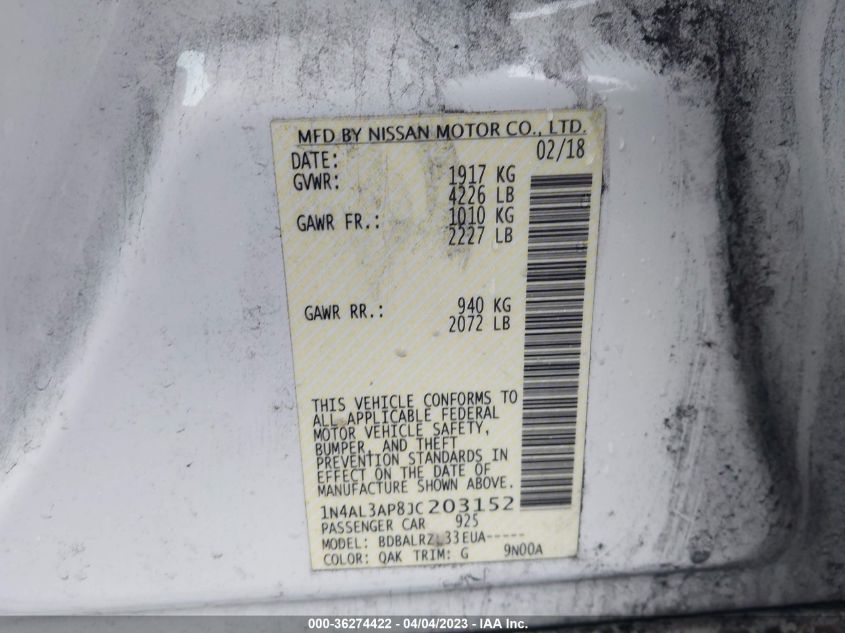 MFD BY NISSAN MOTOR CO., LTD.
DATE: 02/18
GVWR: 1917 KG
4226 LB
GAWR FR.: 1010 KG
2227 LB
GAWR RR.: 940 KG
2072 LB
THIS VEHICLE CONFORMS TO
ALL APPLICABLE FEDERAL
MOTOR VEHICLE SAFETY,
BUMPER, AND THEFT
PREVENTION STANDARDS IN
EFFECT ON THE DATE OF
MANUFACTURE SHOWN ABOVE.
1N4AL3AP8JC203152
PASSENGER CAR 925
MODEL: BDBALRZL33EUA-----
COLOR: QAK TRIM: G 9N00A
000-36274422 - 04/04/2023 - IAA Inc.